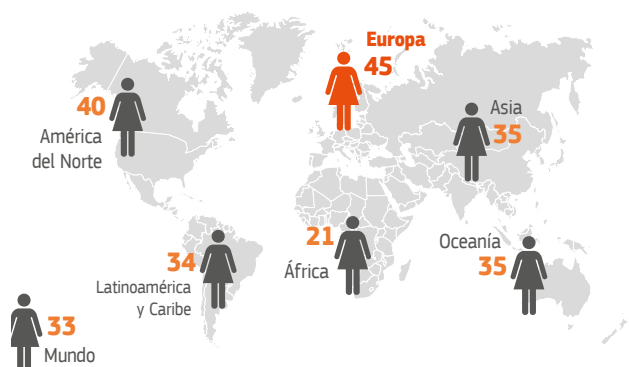 Europa
45
40
América
del Norte
Asia
35
21
África
Oceanía
35
34
Latinoamérica
y Caribe
33
Mundo